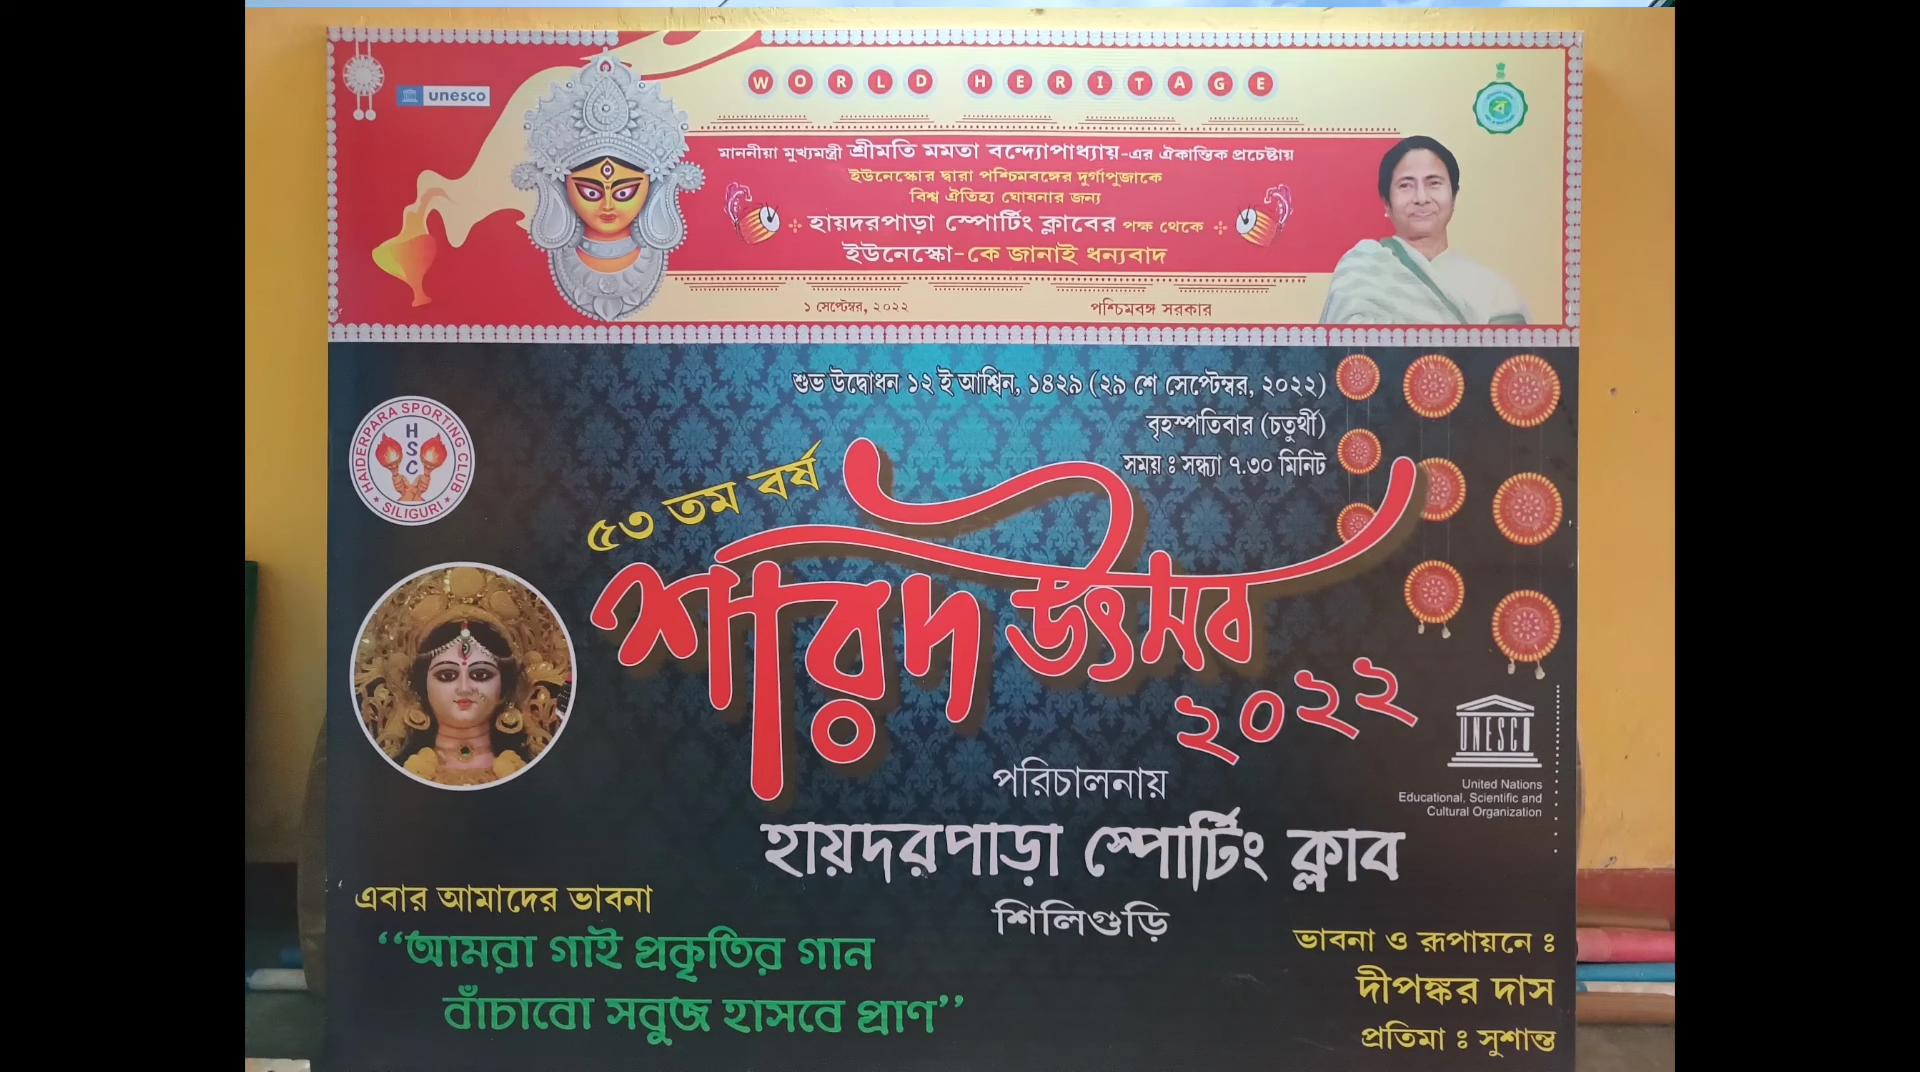 unesco
WORLD HERITAGE
মাননীয়া মুখ্যমন্ত্রী শ্রীমতি মমতা বন্দ্যোপাধ্যায়-এর ঐকান্তিক প্রচেষ্টায়
ইউনেস্কোর দ্বারা পশ্চিমবঙ্গের দুর্গাপুজাকে
বিশ্ব ঐতিহ্য ঘোষনার জন্য
হায়দরপাড়া স্পোর্টিং ক্লাবের পক্ষ থেকে
ইউনেস্কো-কে জানাই ধন্যবাদ
১ সেপ্টেম্বর, ২০২২
পশ্চিমবঙ্গ সরকার
শুভ উদ্বোধন ১২ ই আশ্বিন, ১৪২৯ (২৯ শে সেপ্টেম্বর, ২০২২)
বৃহস্পতিবার (চতুর্থী)
সময় ঃ সন্ধ্যা ৭.৩০ মিনিট
HAIDERPARA SPORTING CLUB
HSC
SILIGURI
৫৩ তম বর্ষ
শারদ উৎসব
২০২২
UNESCO
United Nations
Educational, Scientific and
Cultural Organization
পরিচালনায়
হায়দরপাড়া স্পোর্টিং ক্লাব
শিলিগুড়ি
এবার আমাদের ভাবনা
“আমরা গাই প্রকৃতির গান
বাঁচাবো সবুজ হাসবে প্রাণ”
ভাবনা ও রূপায়নে ঃ
দীপঙ্কর দাস
প্রতিমা ঃ সুশান্ত